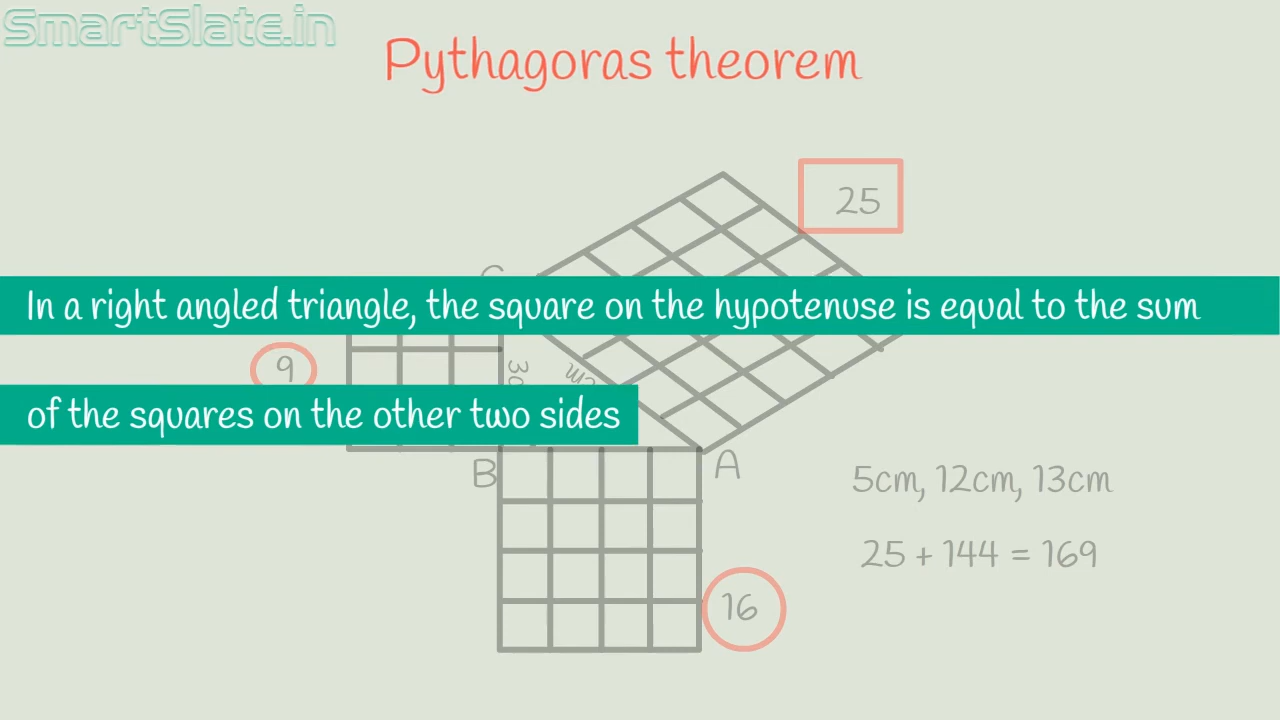 SmartSlate.in
Pythagoras theorem
25
C
In a right angled triangle, the square on the hypotenuse is equal to the sum
9
cm
of the squares on the other two sides
B
A
5cm, 12cm, 13cm
25 + 144 = 169
16